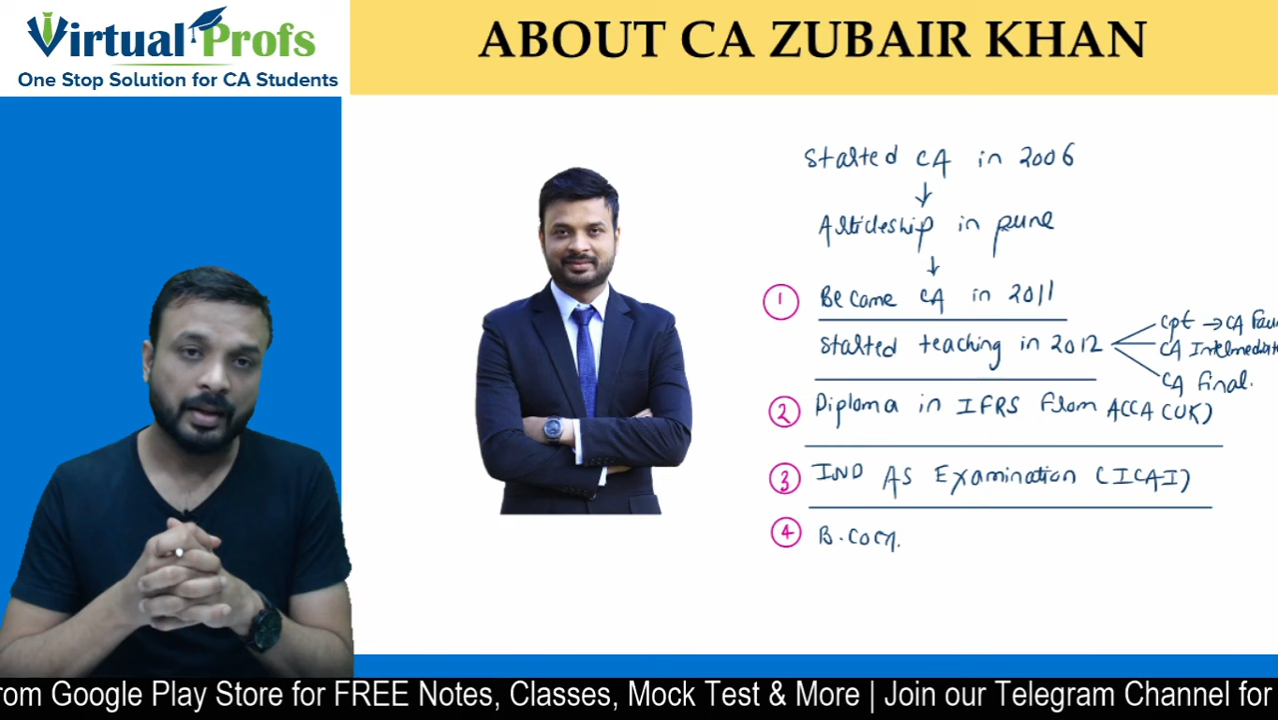 Virtual Profs
One Stop Solution for CA Students
ABOUT CA ZUBAIR KHAN
Started CA in 2006
↓
Articleship in pune
↓
1 Became CA in 2011
Started teaching in 2012
Cpt → CA
CA Intermediate
CA Final.
2 Diploma in IFRS from ACCA (UK)
3 IND AS Examination (ICAI)
4 B.Com.
rom Google Play Store for FREE Notes, Classes, Mock Test & More | Join our Telegram Channel for